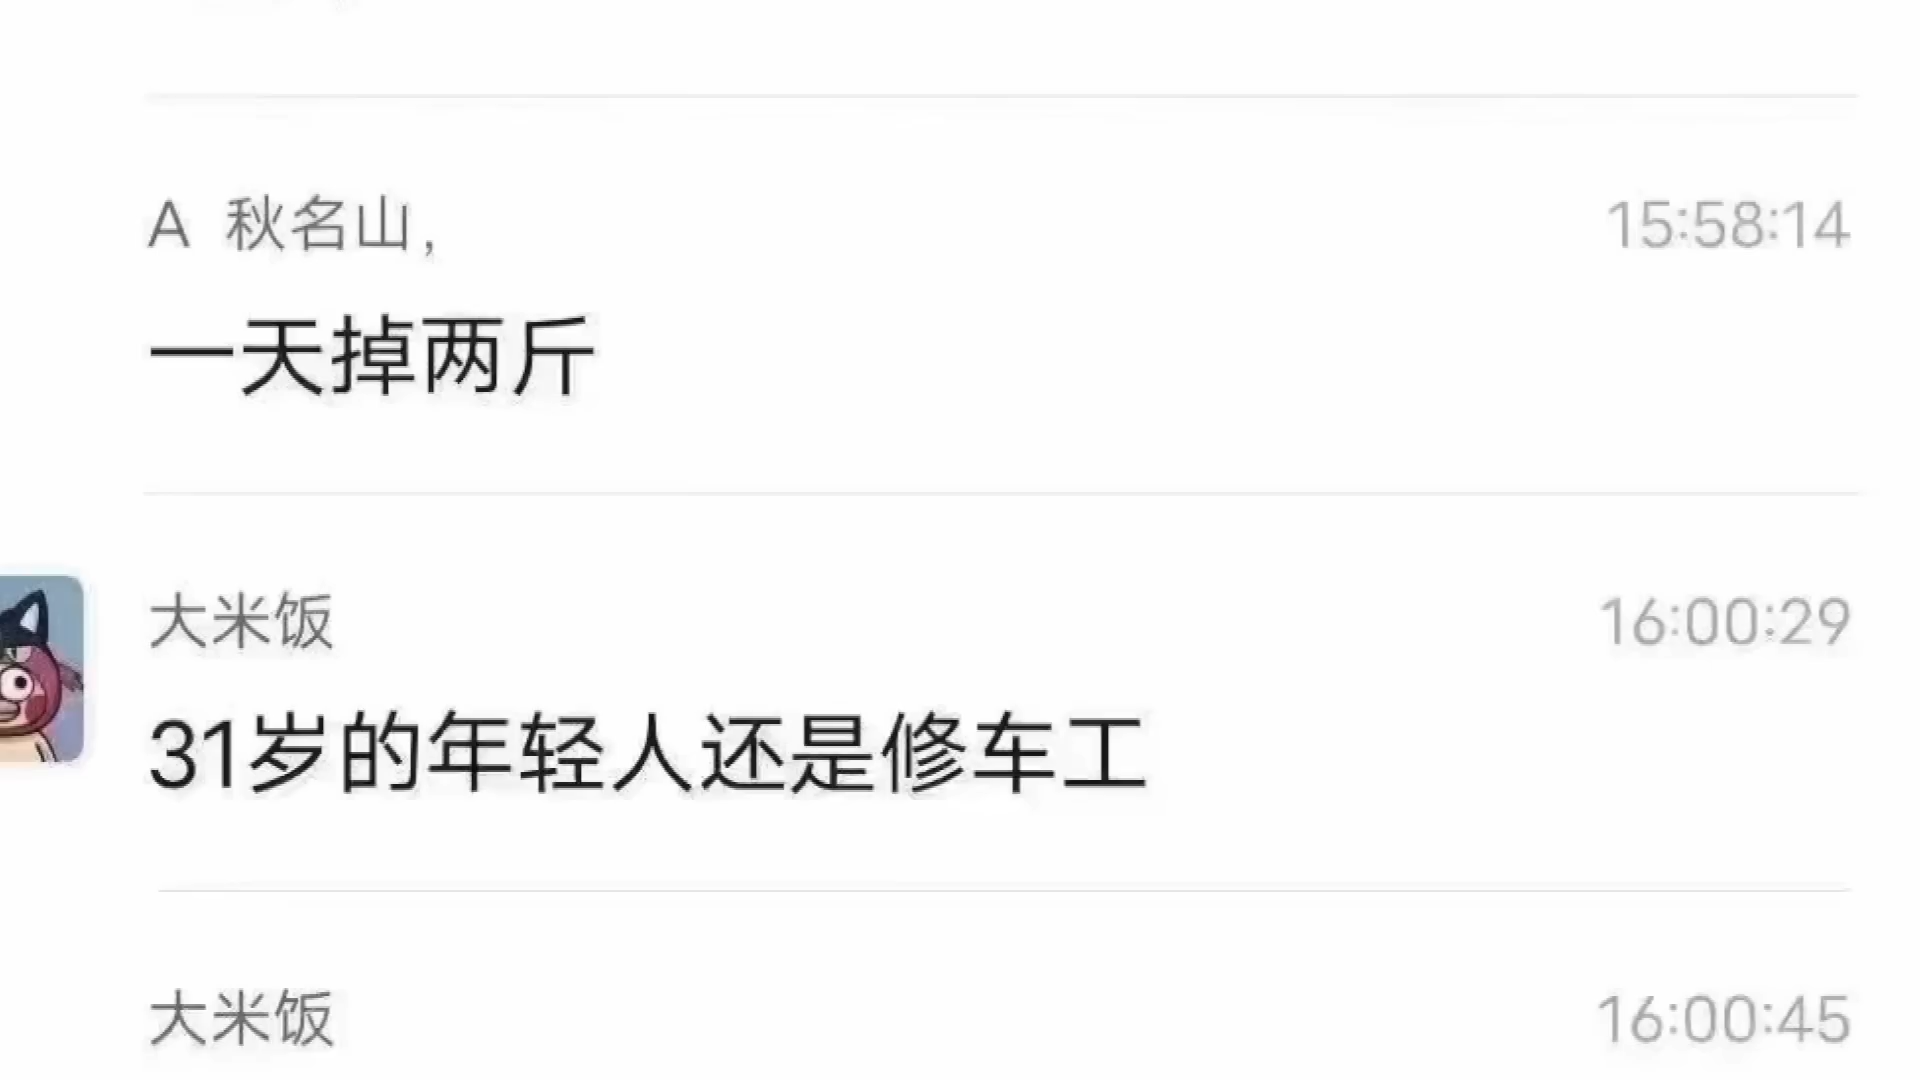 A 秋名山，
15:58:14
一天掉两斤
大米饭
16:00:29
31岁的年轻人还是修车工
大米饭
16:00:45